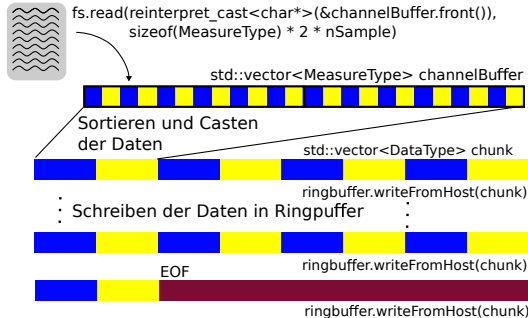 fs.read(reinterpret_cast<char*>(&channelBuffer.front()),
sizeof(MeasureType) * 2 * nSample)
std::vector<MeasureType> channelBuffer
Sortieren und Casten
der Daten
std::vector<DataType> chunk
ringbuffer.writeFromHost(chunk)
Schreiben der Daten in Ringpuffer
ringbuffer.writeFromHost(chunk)
EOF
ringbuffer.writeFromHost(chunk)